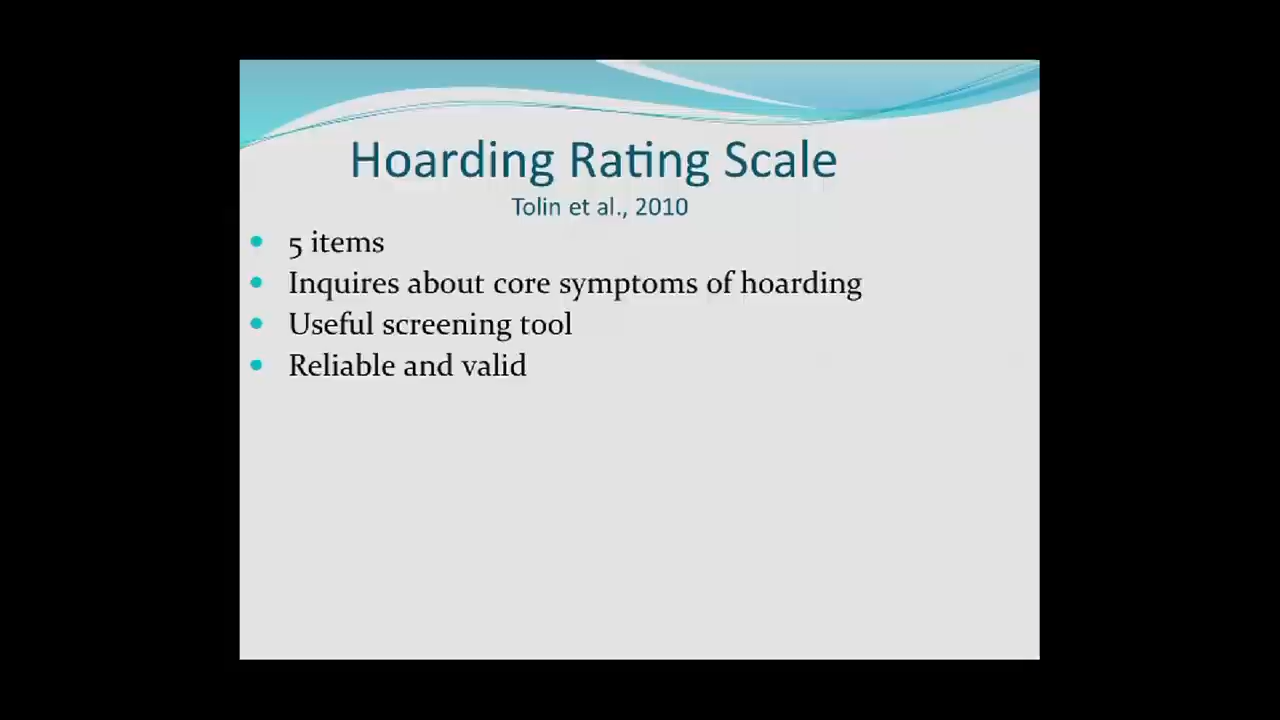 Hoarding Rating Scale
Tolin et al., 2010
5 items
Inquires about core symptoms of hoarding
Useful screening tool
Reliable and valid